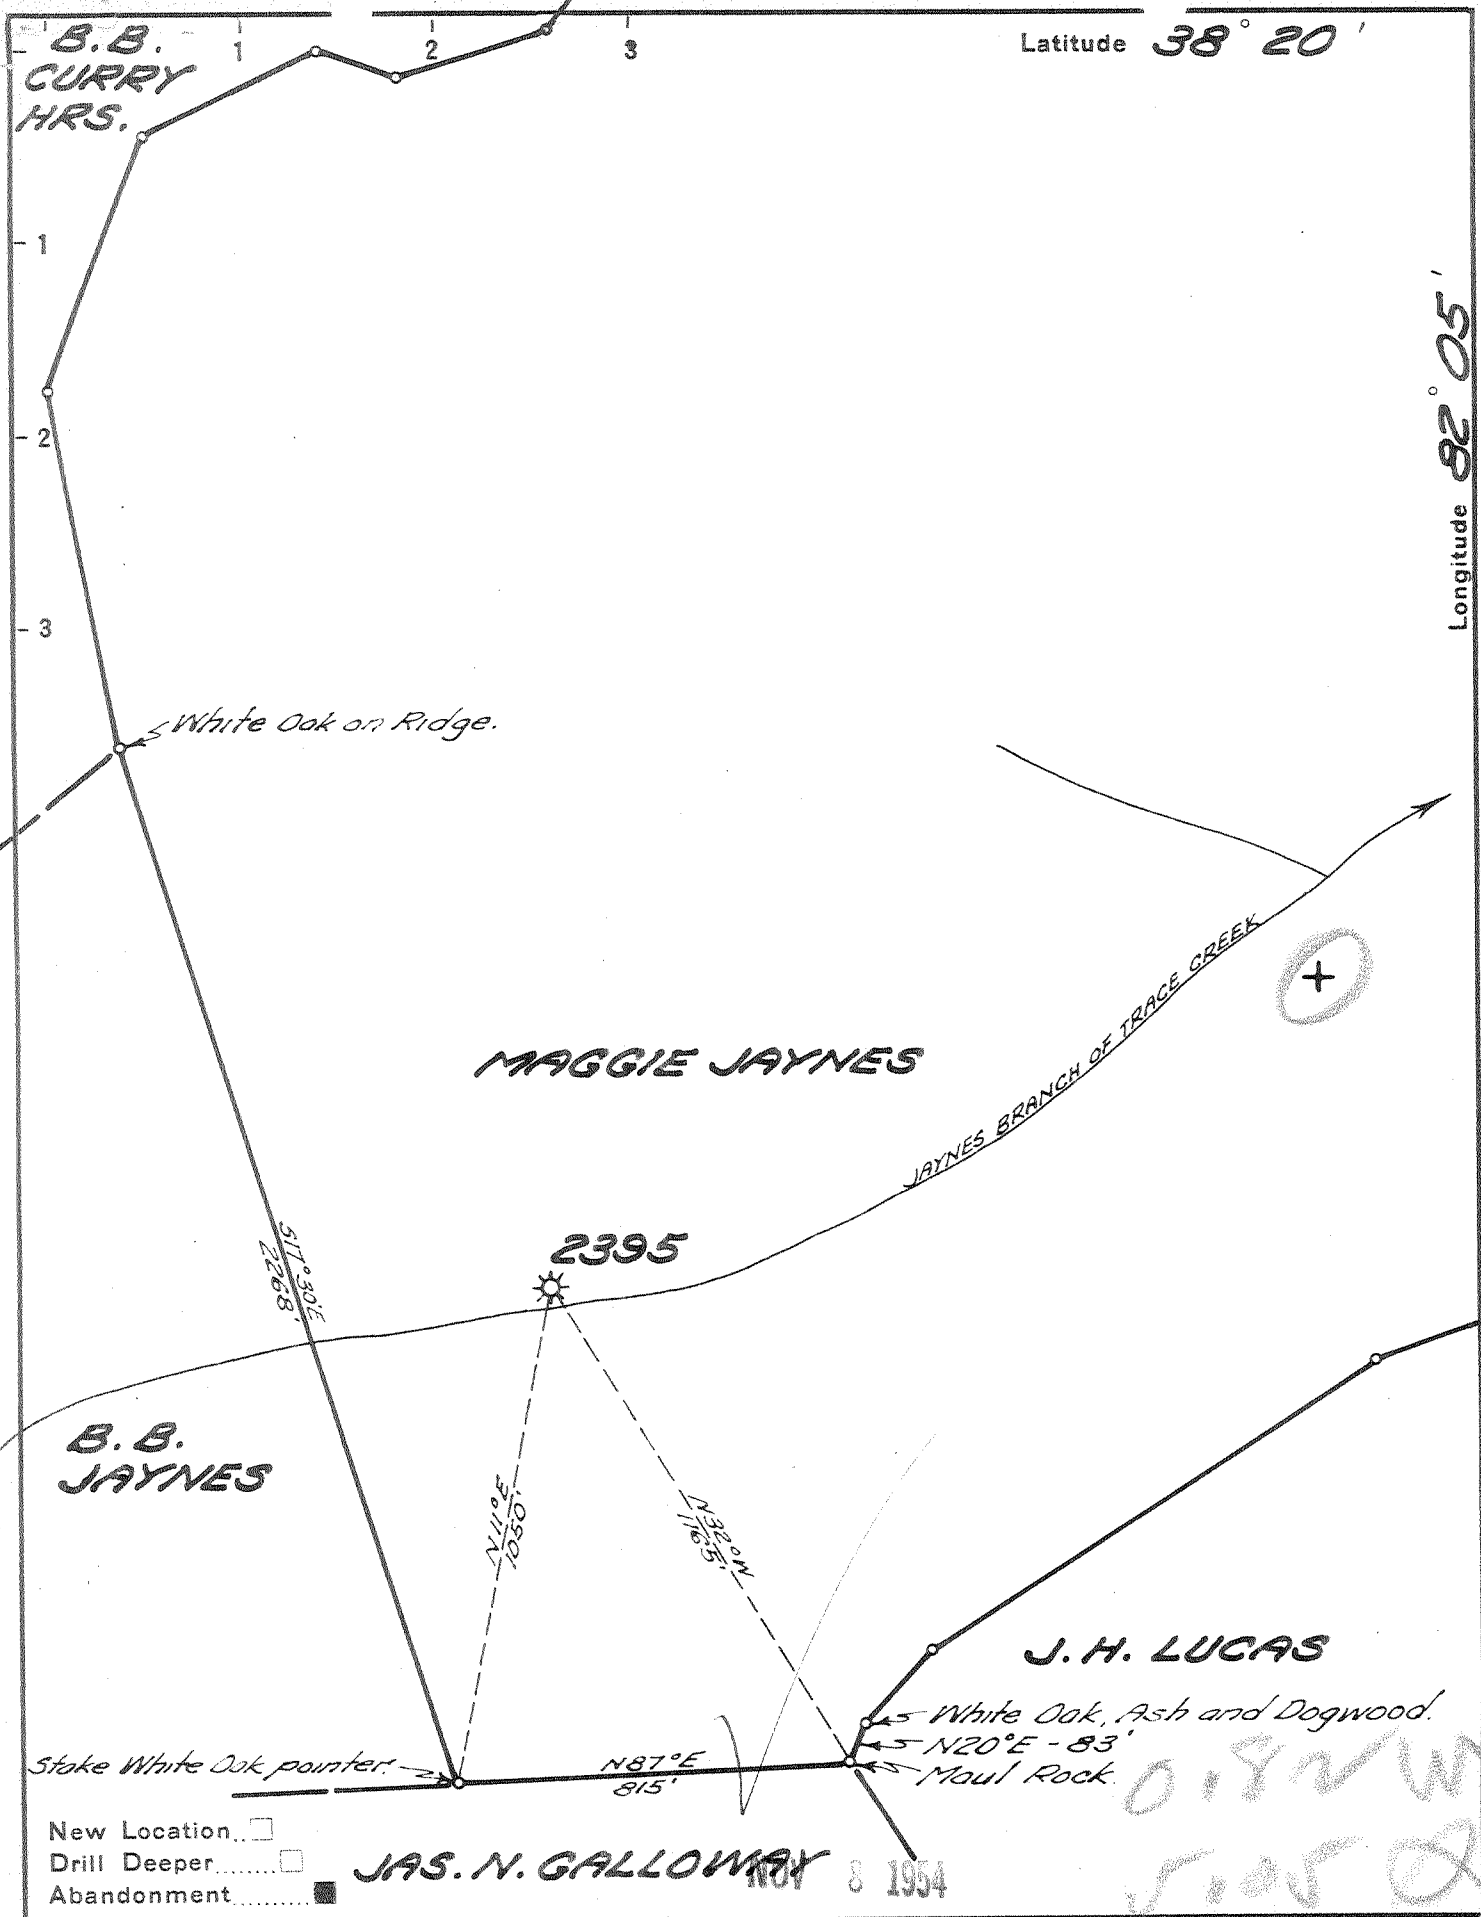 B.B.
CURRY
HRS.
1
2
3
Latitude 38° 20'
1
2
3
Longitude 82° 05'
White Oak on Ridge.
JAYNES BRANCH OF TRACE CREEK
+
MAGGIE JAYNES
S17°30'E
2268'
2395
B.B.
JAYNES
N11°E
1050'
N32°W
1165'
J.H. LUCAS
White Oak, Ash and Dogwood.
N20°E - 83'
Maul Rock.
Stake White Oak pointer.
N87°E
815'
New Location..
Drill Deeper
Abandonment
JAS. N. GALLOWAY
NOV 8 1954